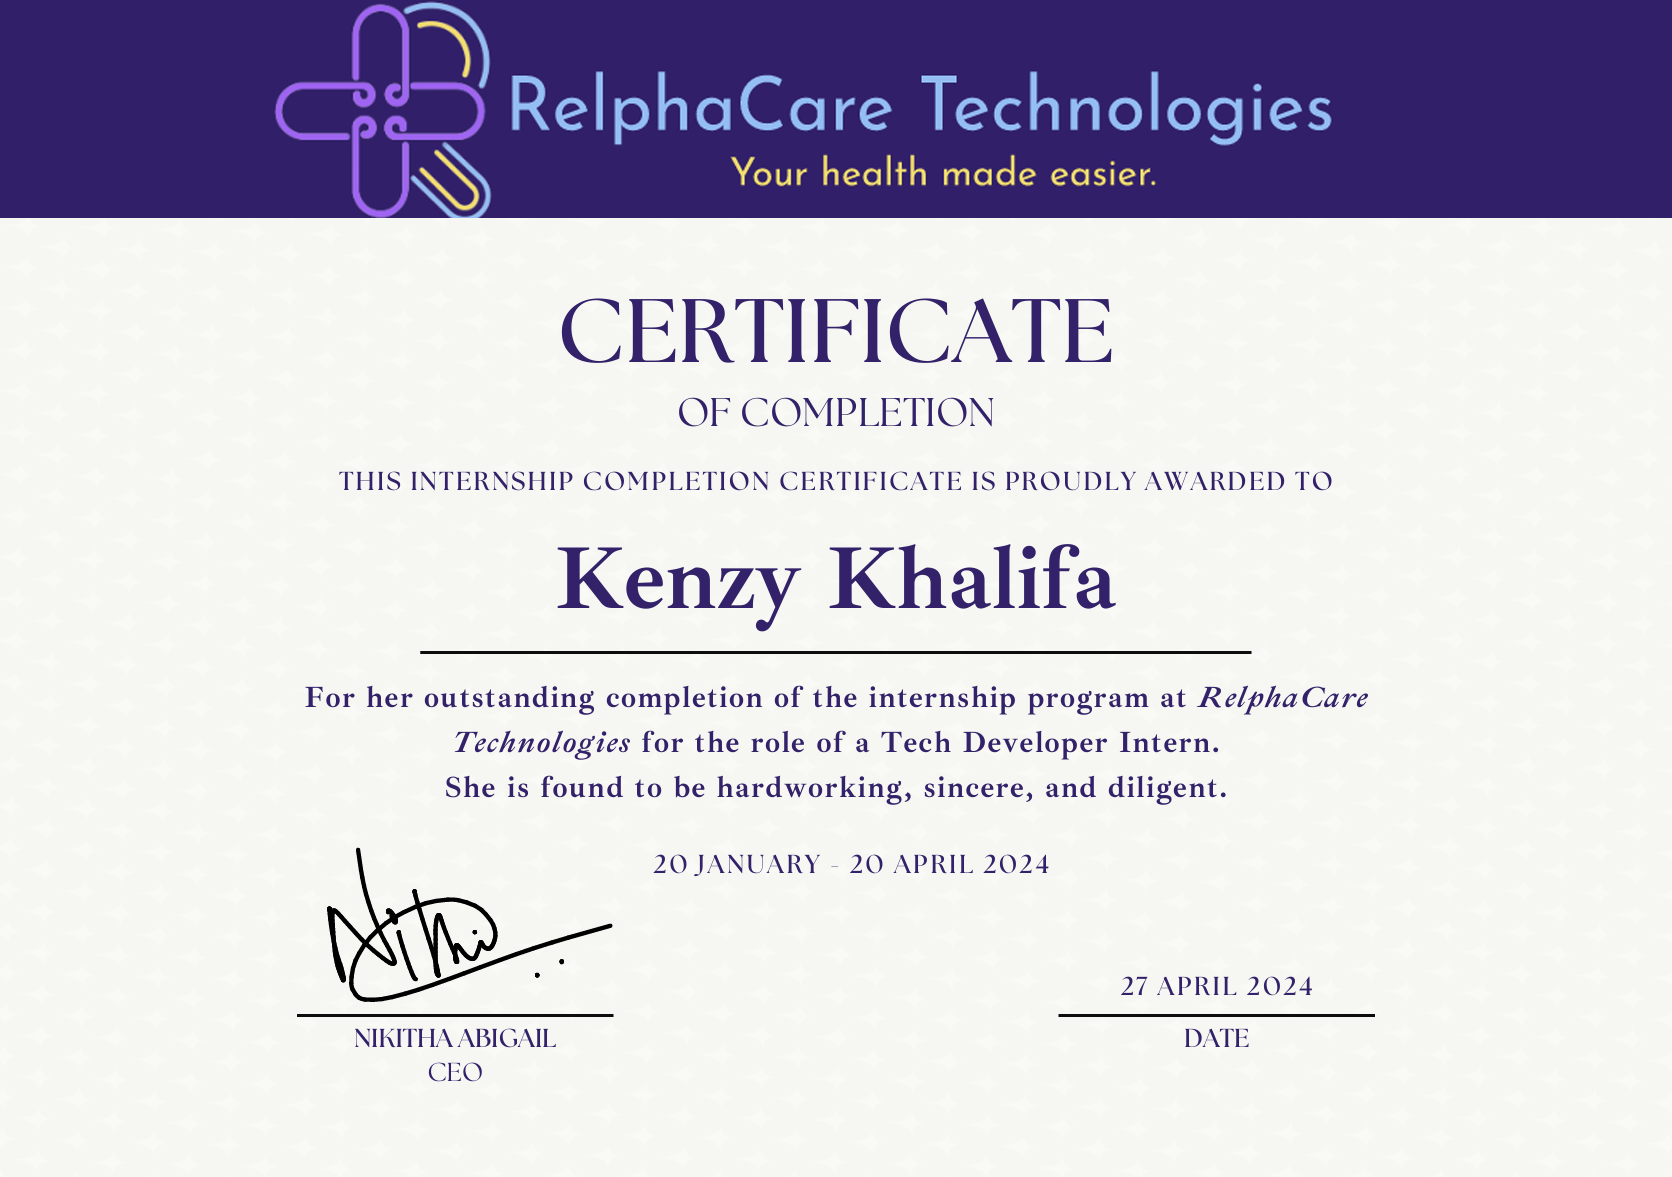 RelphaCare Technologies
Your health made easier.
CERTIFICATE
OF COMPLETION
THIS INTERNSHIP COMPLETION CERTIFICATE IS PROUDLY AWARDED TO
Kenzy Khalifa
For her outstanding completion of the internship program at RelphaCare
Technologies for the role of a Tech Developer Intern.
She is found to be hardworking, sincere, and diligent.
20 JANUARY - 20 APRIL 2024
27 APRIL 2024
NIKITHA ABIGAIL
CEO
DATE